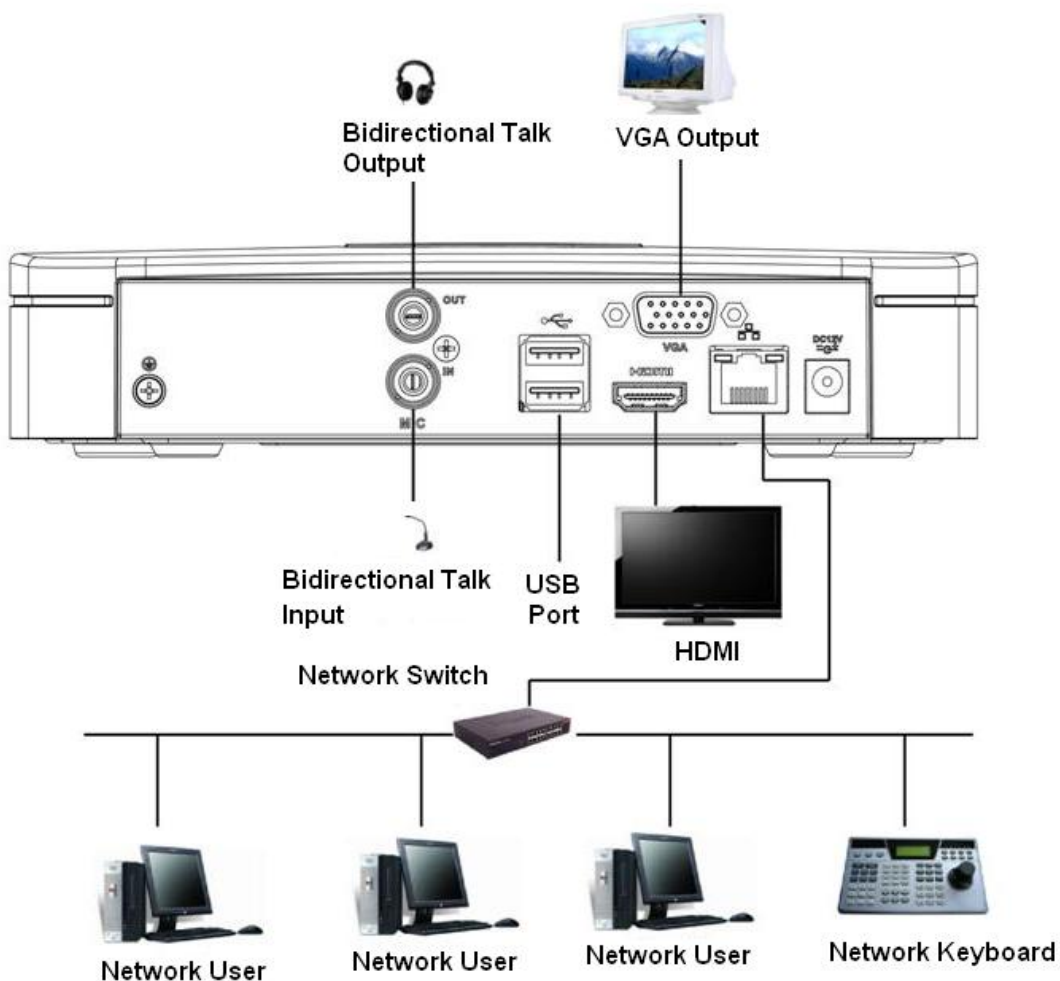 Bidirectional Talk
Output
VGA Output
OUT
VGA
DC12V
IN
HDMI
MIC
Bidirectional Talk
Input
USB
Port
HDMI
Network Switch
Network User
Network User
Network User
Network Keyboard